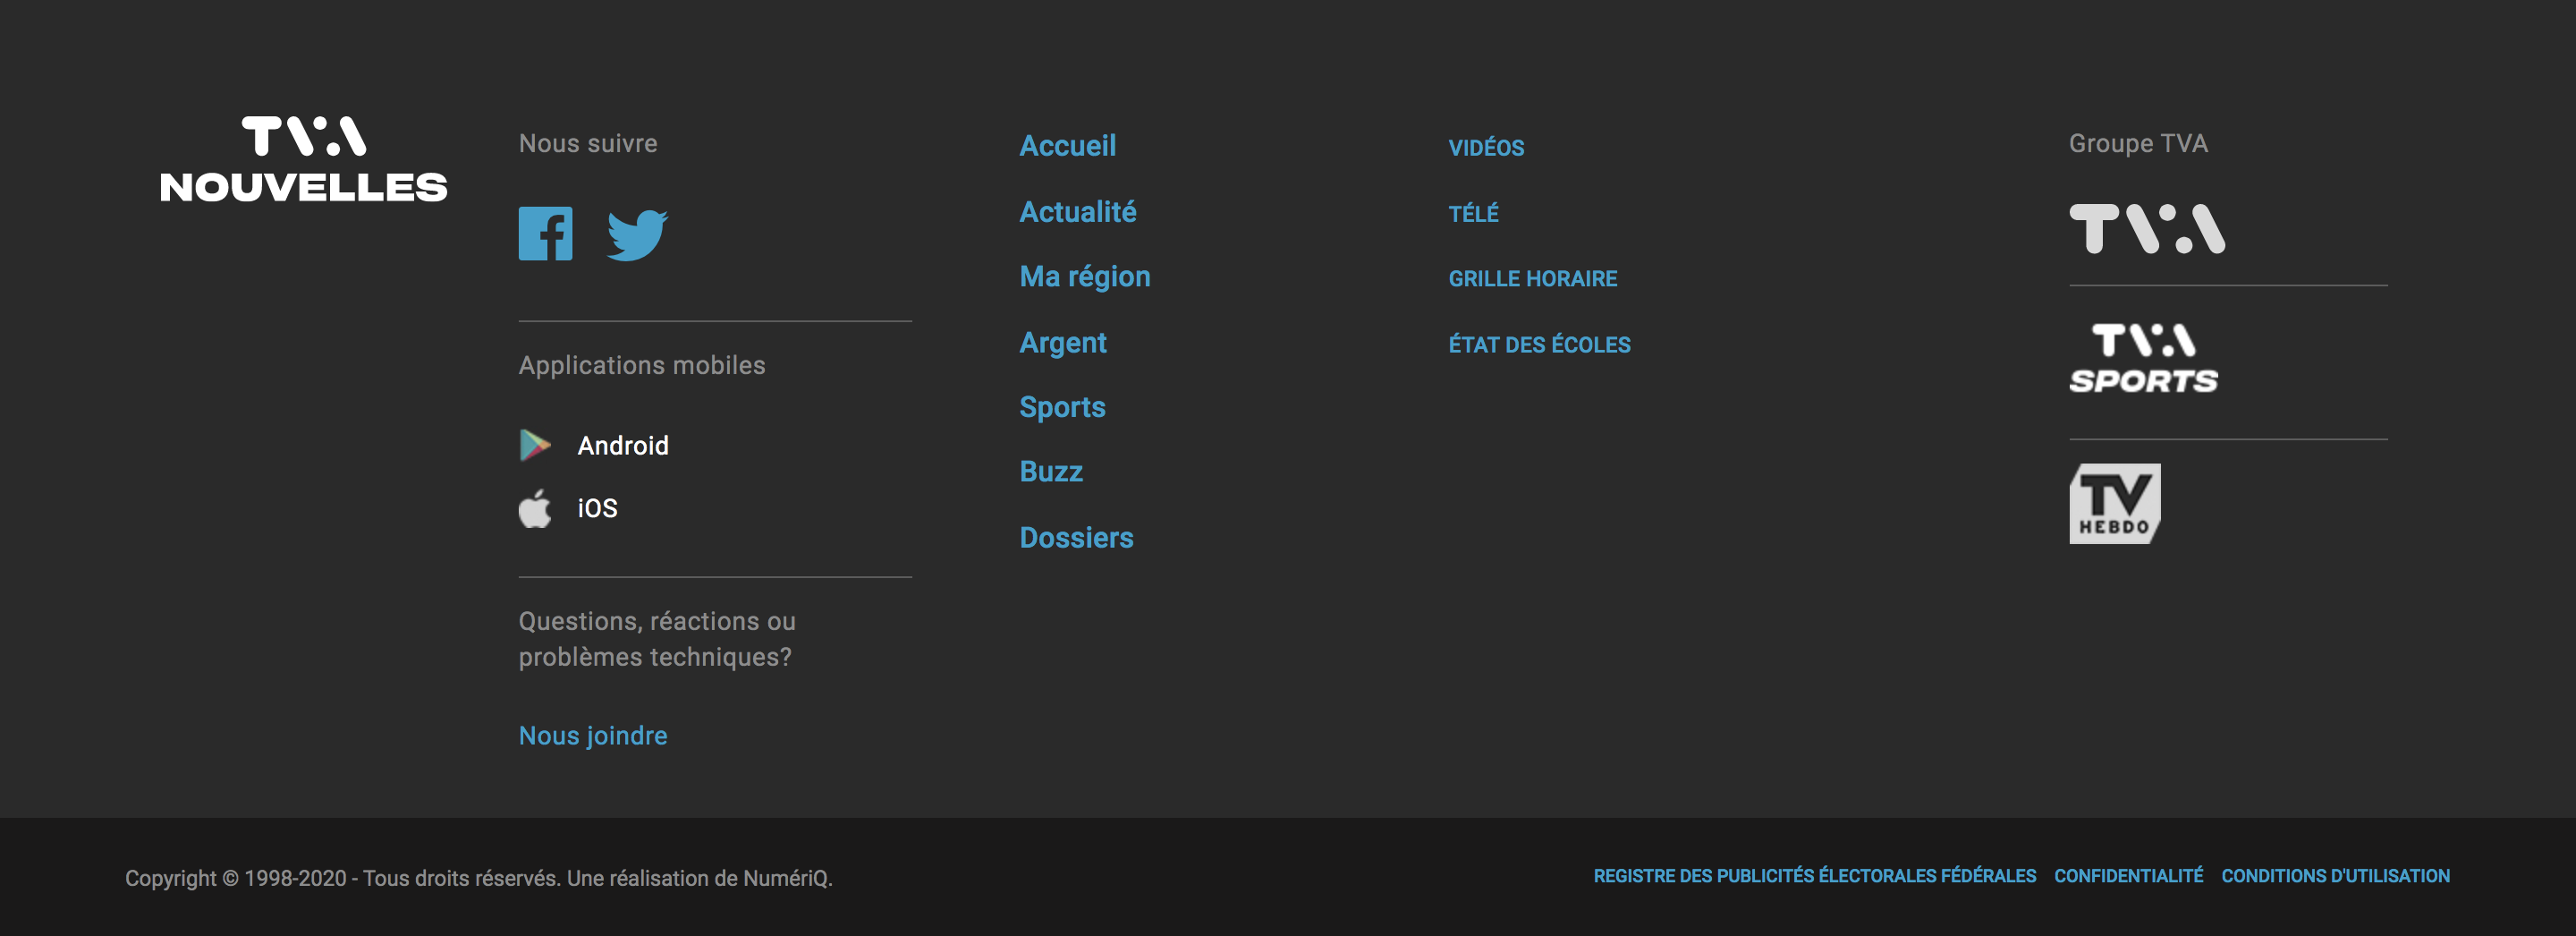 TVA
NOUVELLES
Nous suivre
Applications mobiles
Android
iOS
Questions, réactions ou
problèmes techniques?
Nous joindre
Accueil
Actualité
Ma région
Argent
Sports
Buzz
Dossiers
VIDÉOS
TÉLÉ
GRILLE HORAIRE
ÉTAT DES ÉCOLES
Groupe TVA
TVA
TVA
SPORTS
TV
HEBDO
Copyright © 1998-2020 - Tous droits réservés. Une réalisation de NumériQ.
REGISTRE DES PUBLICITÉS ÉLECTORALES FÉDÉRALES CONFIDENTIALITÉ CONDITIONS D'UTILISATION